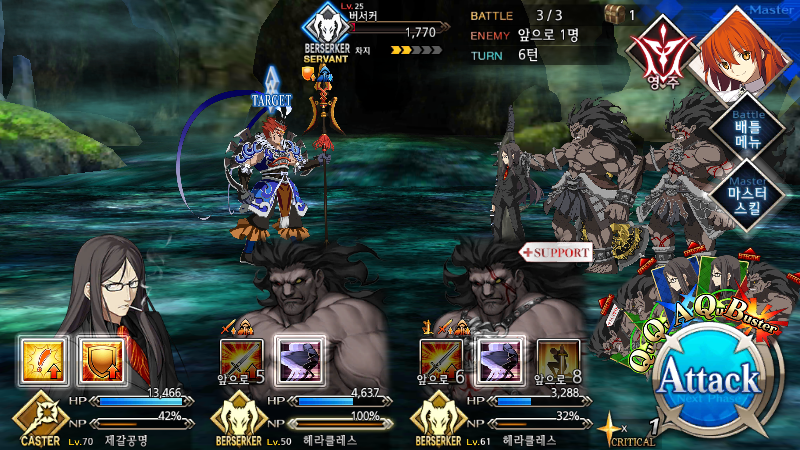 Lv.25
버서커
1,770
BERSERKER
SERVANT
차지
BATTLE 3 / 3
ENEMY 앞으로 1명
TURN 6턴
1
Master
영주
Battle
배틀
메뉴
Master
마스터
스킬
TARGET
+SUPPORT
Buster
Attack
Next Phase
앞으로 5
앞으로 6
앞으로 8
HP 13,466
NP 42%
CASTER Lv.70 제갈공명
HP 4,637
NP 100%
BERSERKER Lv.50 헤라클레스
HP 3,288
NP 32%
BERSERKER Lv.61 헤라클레스
x 1
CRITICAL